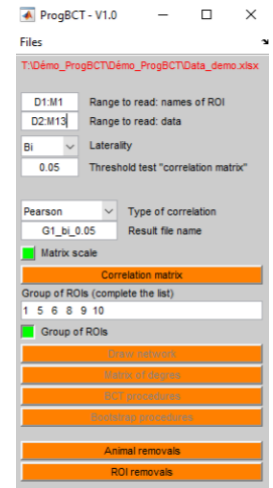 ProgBCT - V1.0
Files
T:\Démo_ProgBCT\Démo_ProgBCT\Data_demo.xlsx
D1:M1 Range to read: names of ROI
D2:M13 Range to read: data
Bi Laterality
0.05 Threshold test "correlation matrix"
Pearson Type of correlation
G1_bi_0.05 Result file name
Matrix scale
Correlation matrix
Group of ROIs (complete the list)
1 5 6 8 9 10
Group of ROIs
Draw network
Matrix of degres
BCT procedures
Bootstrap procedures
Animal removals
ROI removals